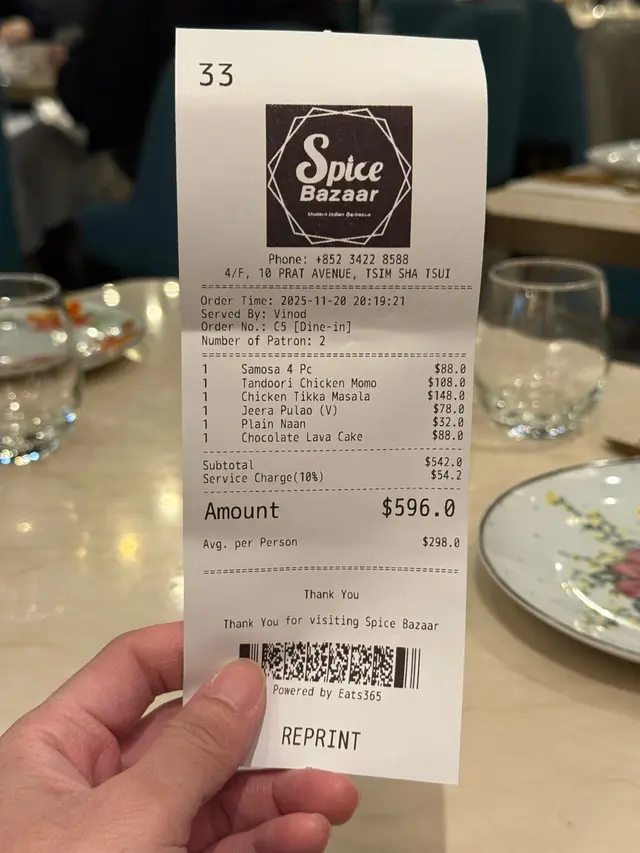 33
Spice
Bazaar
Modern Indian Barbecue
Phone: +852 3422 8588
4/F, 10 PRAT AVENUE, TSIM SHA TSUI
Order Time: 2025-11-20 20:19:21
Served By: Vinod
Order No.: C5 [Dine-in]
Number of Patron: 2
1 Samosa 4 Pc $88.0
1 Tandoori Chicken Momo $108.0
1 Chicken Tikka Masala $148.0
1 Jeera Pulao (V) $78.0
1 Plain Naan $32.0
1 Chocolate Lava Cake $88.0
Subtotal $542.0
Service Charge(10%) $54.2
Amount $596.0
Avg. per Person $298.0
Thank You
Thank You for visiting Spice Bazaar
Powered by Eats365
REPRINT